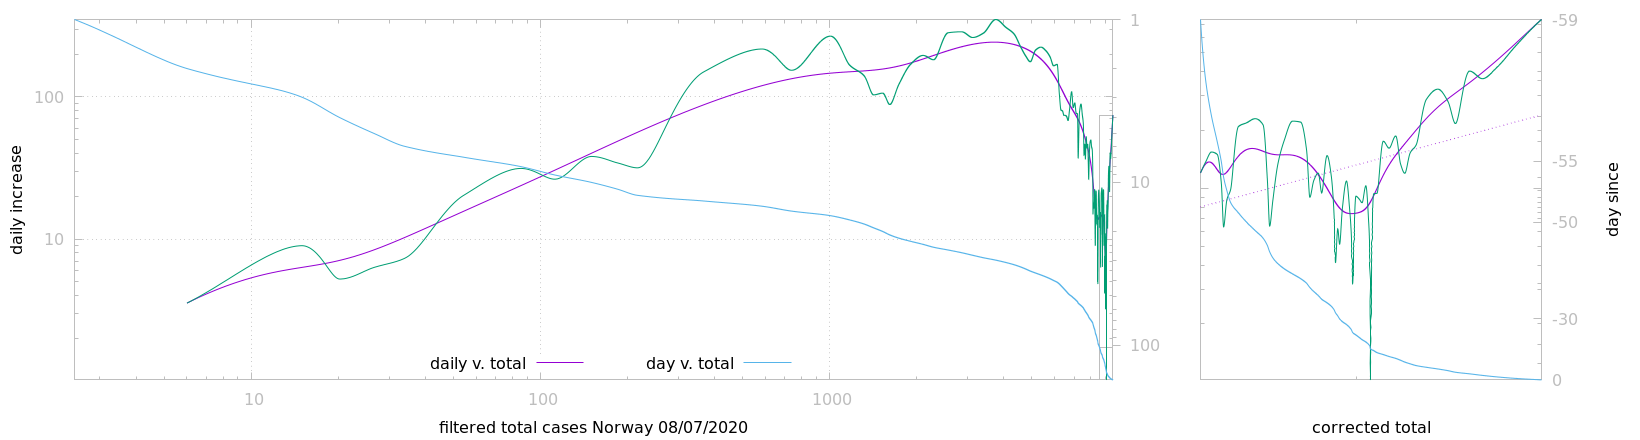 daily increase
100
10
1
10
100
10
100
1000
daily v. total
day v. total
filtered total cases Norway 08/07/2020
-59
-55
-50
-30
0
day since
corrected total